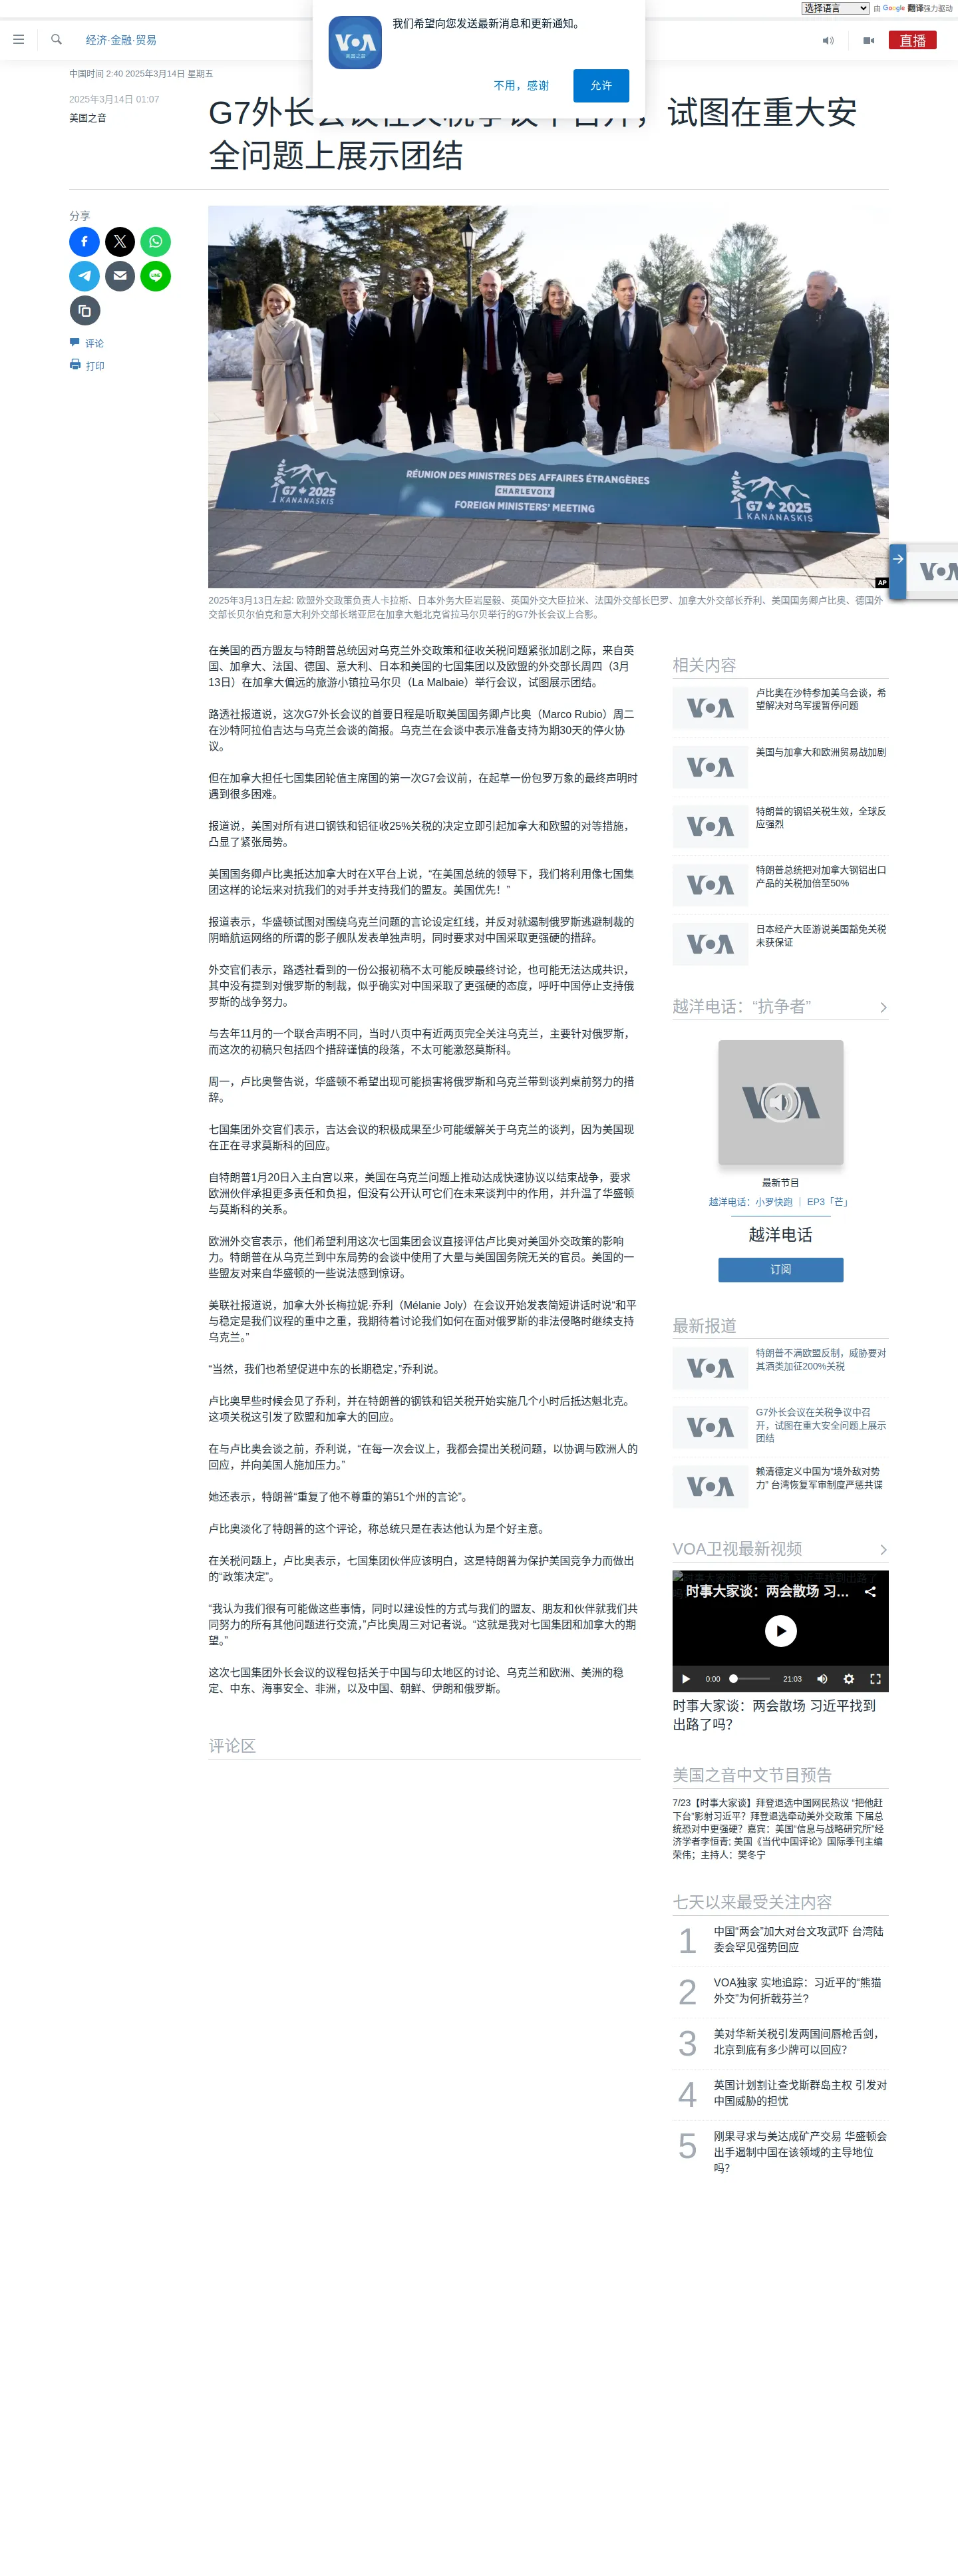 选择语言
由 Google 翻译强力驱动
我们希望向您发送最新消息和更新通知。
VOA
美国之音
不用，感谢
允许
经济·金融·贸易
直播
中国时间 2:40 2025年3月14日 星期五
2025年3月14日 01:07
美国之音
G7外长会议在关税争议中召开，试图在重大安
全问题上展示团结
分享
评论
打印
G7 2025
KANANASKIS
RÉUNION DES MINISTRES DES AFFAIRES ÉTRANGÈRES
CHARLEVOIX
FOREIGN MINISTERS' MEETING
G7 2025
KANANASKIS
AP
2025年3月13日左起: 欧盟外交政策负责人卡拉斯、日本外务大臣岩屋毅、英国外交大臣拉米、法国外交部长巴罗、加拿大外交部长乔利、美国国务卿卢比奥、德国外
交部长贝尔伯克和意大利外交部长塔亚尼在加拿大魁北克省拉马尔贝举行的G7外长会议上合影。
在美国的西方盟友与特朗普总统因对乌克兰外交政策和征收关税问题紧张加剧之际，来自英
国、加拿大、法国、德国、意大利、日本和美国的七国集团以及欧盟的外交部长周四（3月
13日）在加拿大偏远的旅游小镇拉马尔贝（La Malbaie）举行会议，试图展示团结。
路透社报道说，这次G7外长会议的首要日程是听取美国国务卿卢比奥（Marco Rubio）周二
在沙特阿拉伯吉达与乌克兰会谈的简报。乌克兰在会谈中表示准备支持为期30天的停火协
议。
但在加拿大担任七国集团轮值主席国的第一次G7会议前，在起草一份包罗万象的最终声明时
遇到很多困难。
报道说，美国对所有进口钢铁和铝征收25%关税的决定立即引起加拿大和欧盟的对等措施，
凸显了紧张局势。
美国国务卿卢比奥抵达加拿大时在X平台上说，“在美国总统的领导下，我们将利用像七国集
团这样的论坛来对抗我们的对手并支持我们的盟友。美国优先！”
报道表示，华盛顿试图对围绕乌克兰问题的言论设定红线，并反对就遏制俄罗斯逃避制裁的
阴暗航运网络的所谓的影子舰队发表单独声明，同时要求对中国采取更强硬的措辞。
外交官们表示，路透社看到的一份公报初稿不太可能反映最终讨论，也可能无法达成共识，
其中没有提到对俄罗斯的制裁，似乎确实对中国采取了更强硬的态度，呼吁中国停止支持俄
罗斯的战争努力。
与去年11月的一个联合声明不同，当时八页中有近两页完全关注乌克兰，主要针对俄罗斯，
而这次的初稿只包括四个措辞谨慎的段落，不太可能激怒莫斯科。
周一，卢比奥警告说，华盛顿不希望出现可能损害将俄罗斯和乌克兰带到谈判桌前努力的措
辞。
七国集团外交官们表示，吉达会议的积极成果至少可能缓解关于乌克兰的谈判，因为美国现
在正在寻求莫斯科的回应。
自特朗普1月20日入主白宫以来，美国在乌克兰问题上推动达成快速协议以结束战争，要求
欧洲伙伴承担更多责任和负担，但没有公开认可它们在未来谈判中的作用，并升温了华盛顿
与莫斯科的关系。
欧洲外交官表示，他们希望利用这次七国集团会议直接评估卢比奥对美国外交政策的影响
力。特朗普在从乌克兰到中东局势的会谈中使用了大量与美国国务院无关的官员。美国的一
些盟友对来自华盛顿的一些说法感到惊讶。
美联社报道说，加拿大外长梅拉妮·乔利（Mélanie Joly）在会议开始发表简短讲话时说“和平
与稳定是我们议程的重中之重，我期待着讨论我们如何在面对俄罗斯的非法侵略时继续支持
乌克兰。”
“当然，我们也希望促进中东的长期稳定，”乔利说。
卢比奥早些时候会见了乔利，并在特朗普的钢铁和铝关税开始实施几个小时后抵达魁北克。
这项关税这引发了欧盟和加拿大的回应。
在与卢比奥会谈之前，乔利说，“在每一次会议上，我都会提出关税问题，以协调与欧洲人的
回应，并向美国人施加压力。”
她还表示，特朗普“重复了他不尊重的第51个州的言论”。
卢比奥淡化了特朗普的这个评论，称总统只是在表达他认为是个好主意。
在关税问题上，卢比奥表示，七国集团伙伴应该明白，这是特朗普为保护美国竞争力而做出
的“政策决定”。
“我认为我们很有可能做这些事情，同时以建设性的方式与我们的盟友、朋友和伙伴就我们共
同努力的所有其他问题进行交流，”卢比奥周三对记者说。“这就是我对七国集团和加拿大的期
望。”
这次七国集团外长会议的议程包括关于中国与印太地区的讨论、乌克兰和欧洲、美洲的稳
定、中东、海事安全、非洲，以及中国、朝鲜、伊朗和俄罗斯。
评论区
相关内容
卢比奥在沙特参加美乌会谈，希
望解决对乌军援暂停问题
美国与加拿大和欧洲贸易战加剧
特朗普的钢铝关税生效，全球反
应强烈
特朗普总统把对加拿大钢铝出口
产品的关税加倍至50%
日本经产大臣游说美国豁免关税
未获保证
越洋电话：“抗争者”
最新节目
越洋电话：小罗快跑 ｜ EP3「芒」
越洋电话
订阅
最新报道
特朗普不满欧盟反制，威胁要对
其酒类加征200%关税
G7外长会议在关税争议中召
开，试图在重大安全问题上展示
团结
赖清德定义中国为“境外敌对势
力” 台湾恢复军审制度严惩共谍
VOA卫视最新视频
时事大家谈：两会散场 习…
0:00
21:03
时事大家谈：两会散场 习近平找到
出路了吗？
美国之音中文节目预告
7/23【时事大家谈】拜登退选中国网民热议 “把他赶
下台”影射习近平？拜登退选牵动美外交政策 下届总
统恐对中更强硬？嘉宾：美国“信息与战略研究所”经
济学者李恒青; 美国《当代中国评论》国际季刊主编
荣伟；主持人：樊冬宁
七天以来最受关注内容
1
中国“两会”加大对台文攻武吓 台湾陆
委会罕见强势回应
2
VOA独家 实地追踪：习近平的“熊猫
外交”为何折戟芬兰？
3
美对华新关税引发两国间唇枪舌剑，
北京到底有多少牌可以回应？
4
英国计划割让查戈斯群岛主权 引发对
中国威胁的担忧
5
刚果寻求与美达成矿产交易 华盛顿会
出手遏制中国在该领域的主导地位
吗？